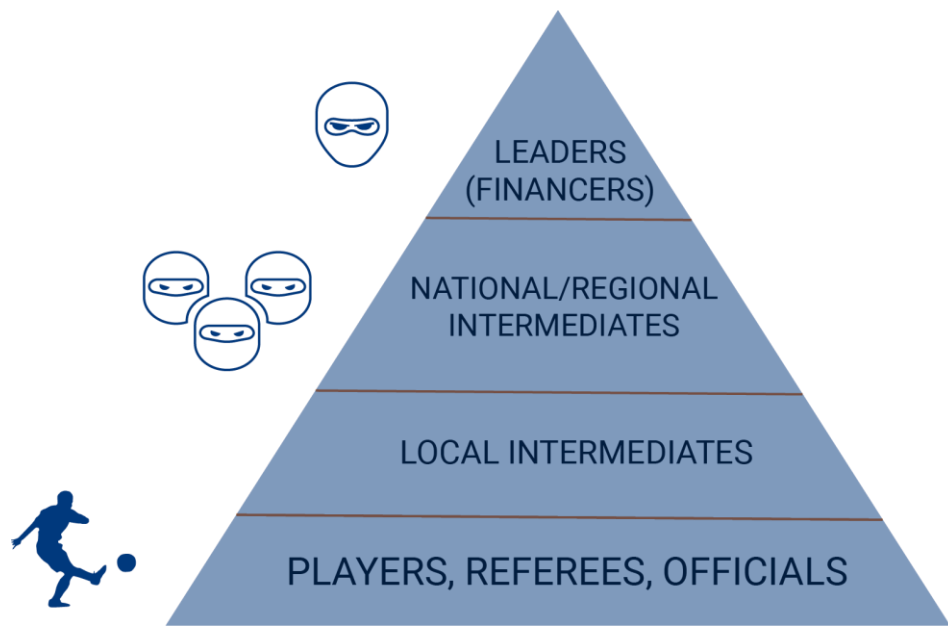 LEADERS
(FINANCERS)
NATIONAL/REGIONAL
INTERMEDIATES
LOCAL INTERMEDIATES
PLAYERS, REFEREES, OFFICIALS